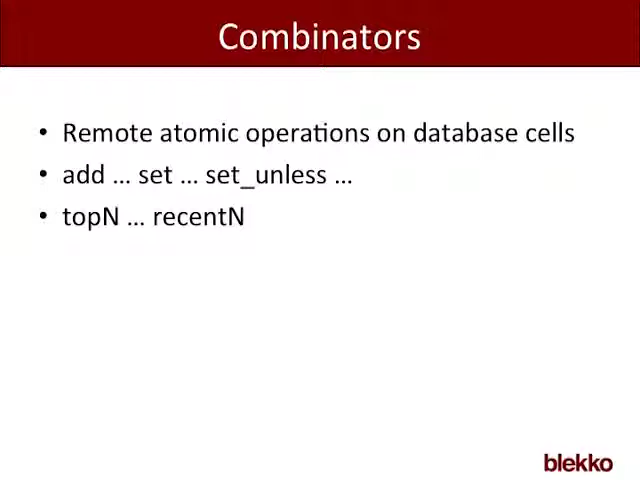 Combinators
• Remote atomic operations on database cells
• add ... set ... set_unless ...
• topN ... recentN
blekko